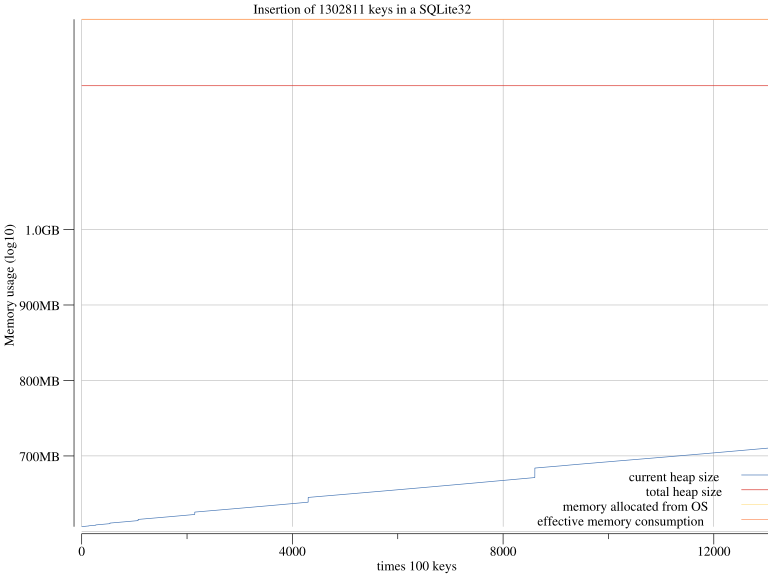 Insertion of 1302811 keys in a SQLite32
Memory usage (log10)
1.0GB
900MB
800MB
700MB
current heap size
total heap size
memory allocated from OS
effective memory consumption
0 4000 8000 12000
times 100 keys